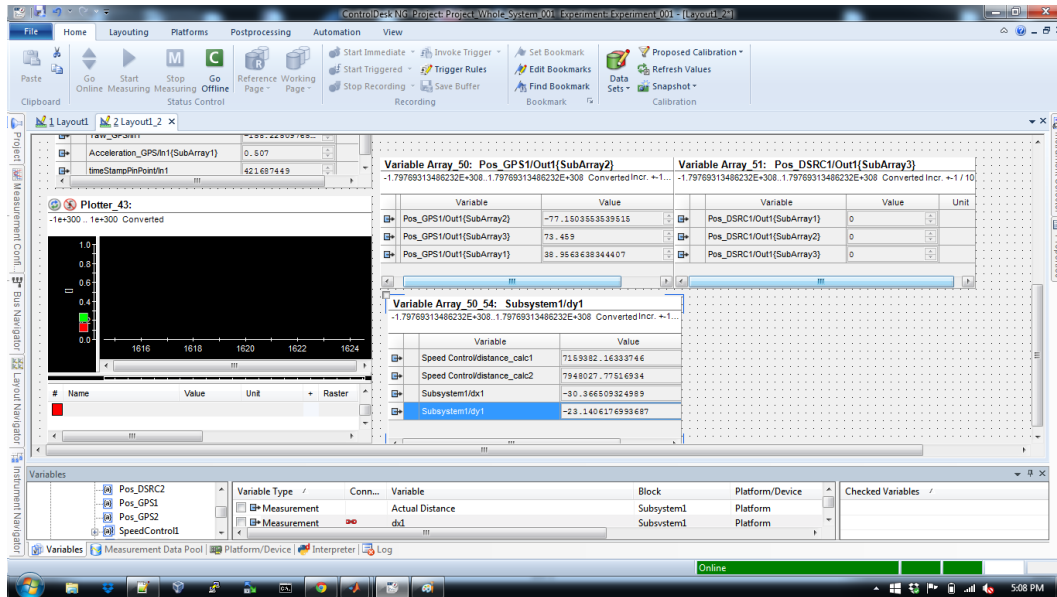 ControlDesk NG Project: Project_Whole_System_001 Experiment: Experiment_001 - [Layout1_2*]
File Home Layouting Platforms Postprocessing Automation View
Paste
Go Online
Start Measuring
Stop Measuring
Go Offline
Reference Page
Working Page
Start Immediate
Start Triggered
Stop Recording
Invoke Trigger
Trigger Rules
Save Buffer
Set Bookmark
Edit Bookmarks
Find Bookmark
Data Sets
Proposed Calibration
Refresh Values
Snapshot
Clipboard Status Control Recording Bookmark Calibration
1 Layout1 2 Layout1_2
Project
Measurement Confi...
Bus Navigator
Layout Navigator
Instrument Navigator
Acceleration_GPS/In1{SubArray1} 0.507
timeStampPinPoint/In1 421687449
Plotter_43:
-1e+300 .. 1e+300 Converted
1.0
0.8
0.6
0.4
0.0
1616 1618 1620 1622 1624
# Name Value Unit + Raster
Variable Array_50: Pos_GPS1/Out1{SubArray2}
-1.79769313486232E+308..1.79769313486232E+308 Converted Incr. +-1...
Variable Value
Pos_GPS1/Out1{SubArray2} -77.1503553539515
Pos_GPS1/Out1{SubArray3} 73.459
Pos_GPS1/Out1{SubArray1} 38.9563638344407
Variable Array_51: Pos_DSRC1/Out1{SubArray3}
-1.79769313486232E+308..1.79769313486232E+308 Converted Incr. +-1 / 10
Variable Value Unit
Pos_DSRC1/Out1{SubArray1} 0
Pos_DSRC1/Out1{SubArray2} 0
Pos_DSRC1/Out1{SubArray3} 0
Variable Array_50_54: Subsystem1/dy1
-1.79769313486232E+308..1.79769313486232E+308 Converted Incr. +-1...
Variable Value
Speed Control/distance_calc1 7159382.16333746
Speed Control/distance_calc2 7948027.77516934
Subsystem1/dx1 -30.366509324989
Subsystem1/dy1 -23.1406176993687
Variables
Pos_DSRC2
Pos_GPS1
Pos_GPS2
SpeedControl1
Variable Type / Conn... Variable Block Platform/Device
Measurement Actual Distance Subsystem1 Platform
Measurement dx1 Subsystem1 Platform
Checked Variables /
Variables Measurement Data Pool Platform/Device Interpreter Log
Online
5:08 PM